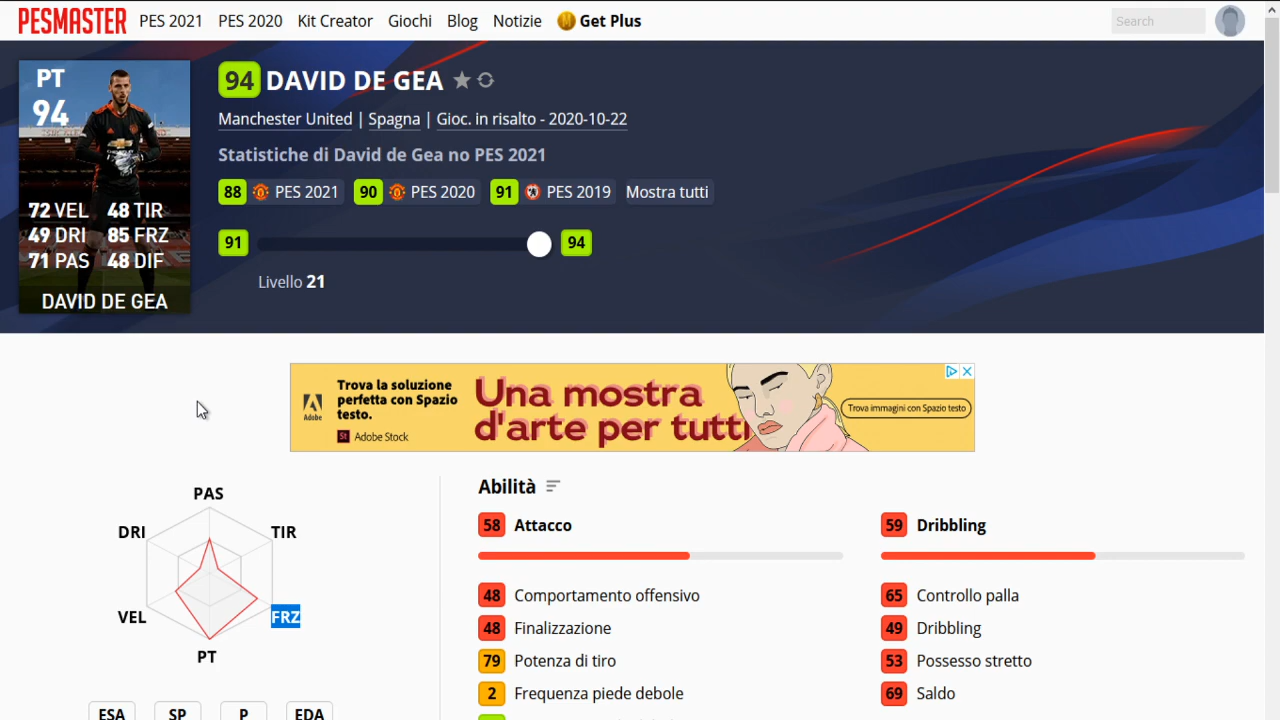 PESMASTER PES 2021 PES 2020 Kit Creator Giochi Blog Notizie Get Plus Search
PT
94
72 VEL 48 TIR
49 DRI 85 FRZ
71 PAS 48 DIF
DAVID DE GEA
94 DAVID DE GEA
Manchester United | Spagna | Gioc. in risalto - 2020-10-22
Statistiche di David de Gea no PES 2021
88 PES 2021 90 PES 2020 91 PES 2019 Mostra tutti
91 94
Livello 21
Adobe
Trova la soluzione
perfetta con Spazio
testo.
St Adobe Stock
Una mostra
d'arte per tutti
Trova immagini con Spazio testo
PAS
DRI TIR
VEL FRZ
PT
ESA SP P EDA
Abilità
58 Attacco
48 Comportamento offensivo
48 Finalizzazione
79 Potenza di tiro
2 Frequenza piede debole
59 Dribbling
65 Controllo palla
49 Dribbling
53 Possesso stretto
69 Saldo